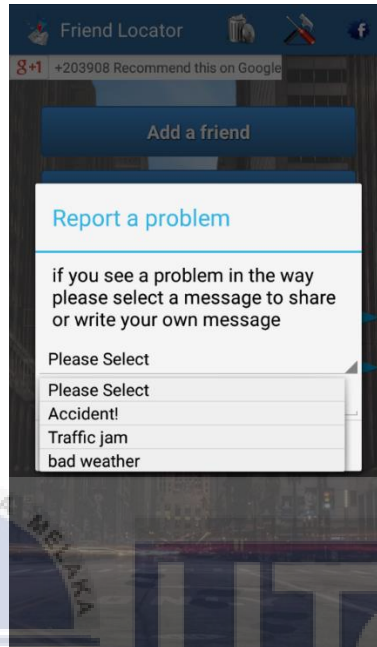 Friend Locator
g+1 +203908 Recommend this on Google
Add a friend
Report a problem
if you see a problem in the way
please select a message to share
or write your own message
Please Select
Please Select
Accident!
Traffic jam
bad weather
MELAKA